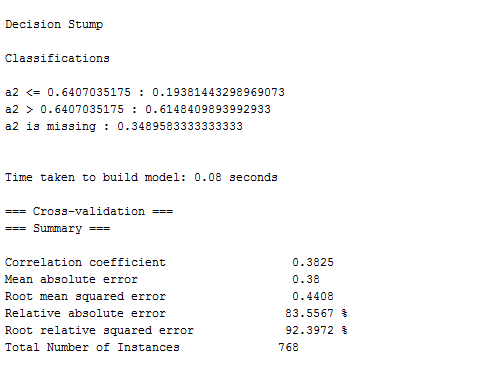 Decision Stump
Classifications
a2 <= 0.6407035175 : 0.19381443298969073
a2 > 0.6407035175 : 0.6148409893992933
a2 is missing : 0.3489583333333333
Time taken to build model: 0.08 seconds
=== Cross-validation ===
=== Summary ===
Correlation coefficient 0.3825
Mean absolute error 0.38
Root mean squared error 0.4408
Relative absolute error 83.5567 %
Root relative squared error 92.3972 %
Total Number of Instances 768